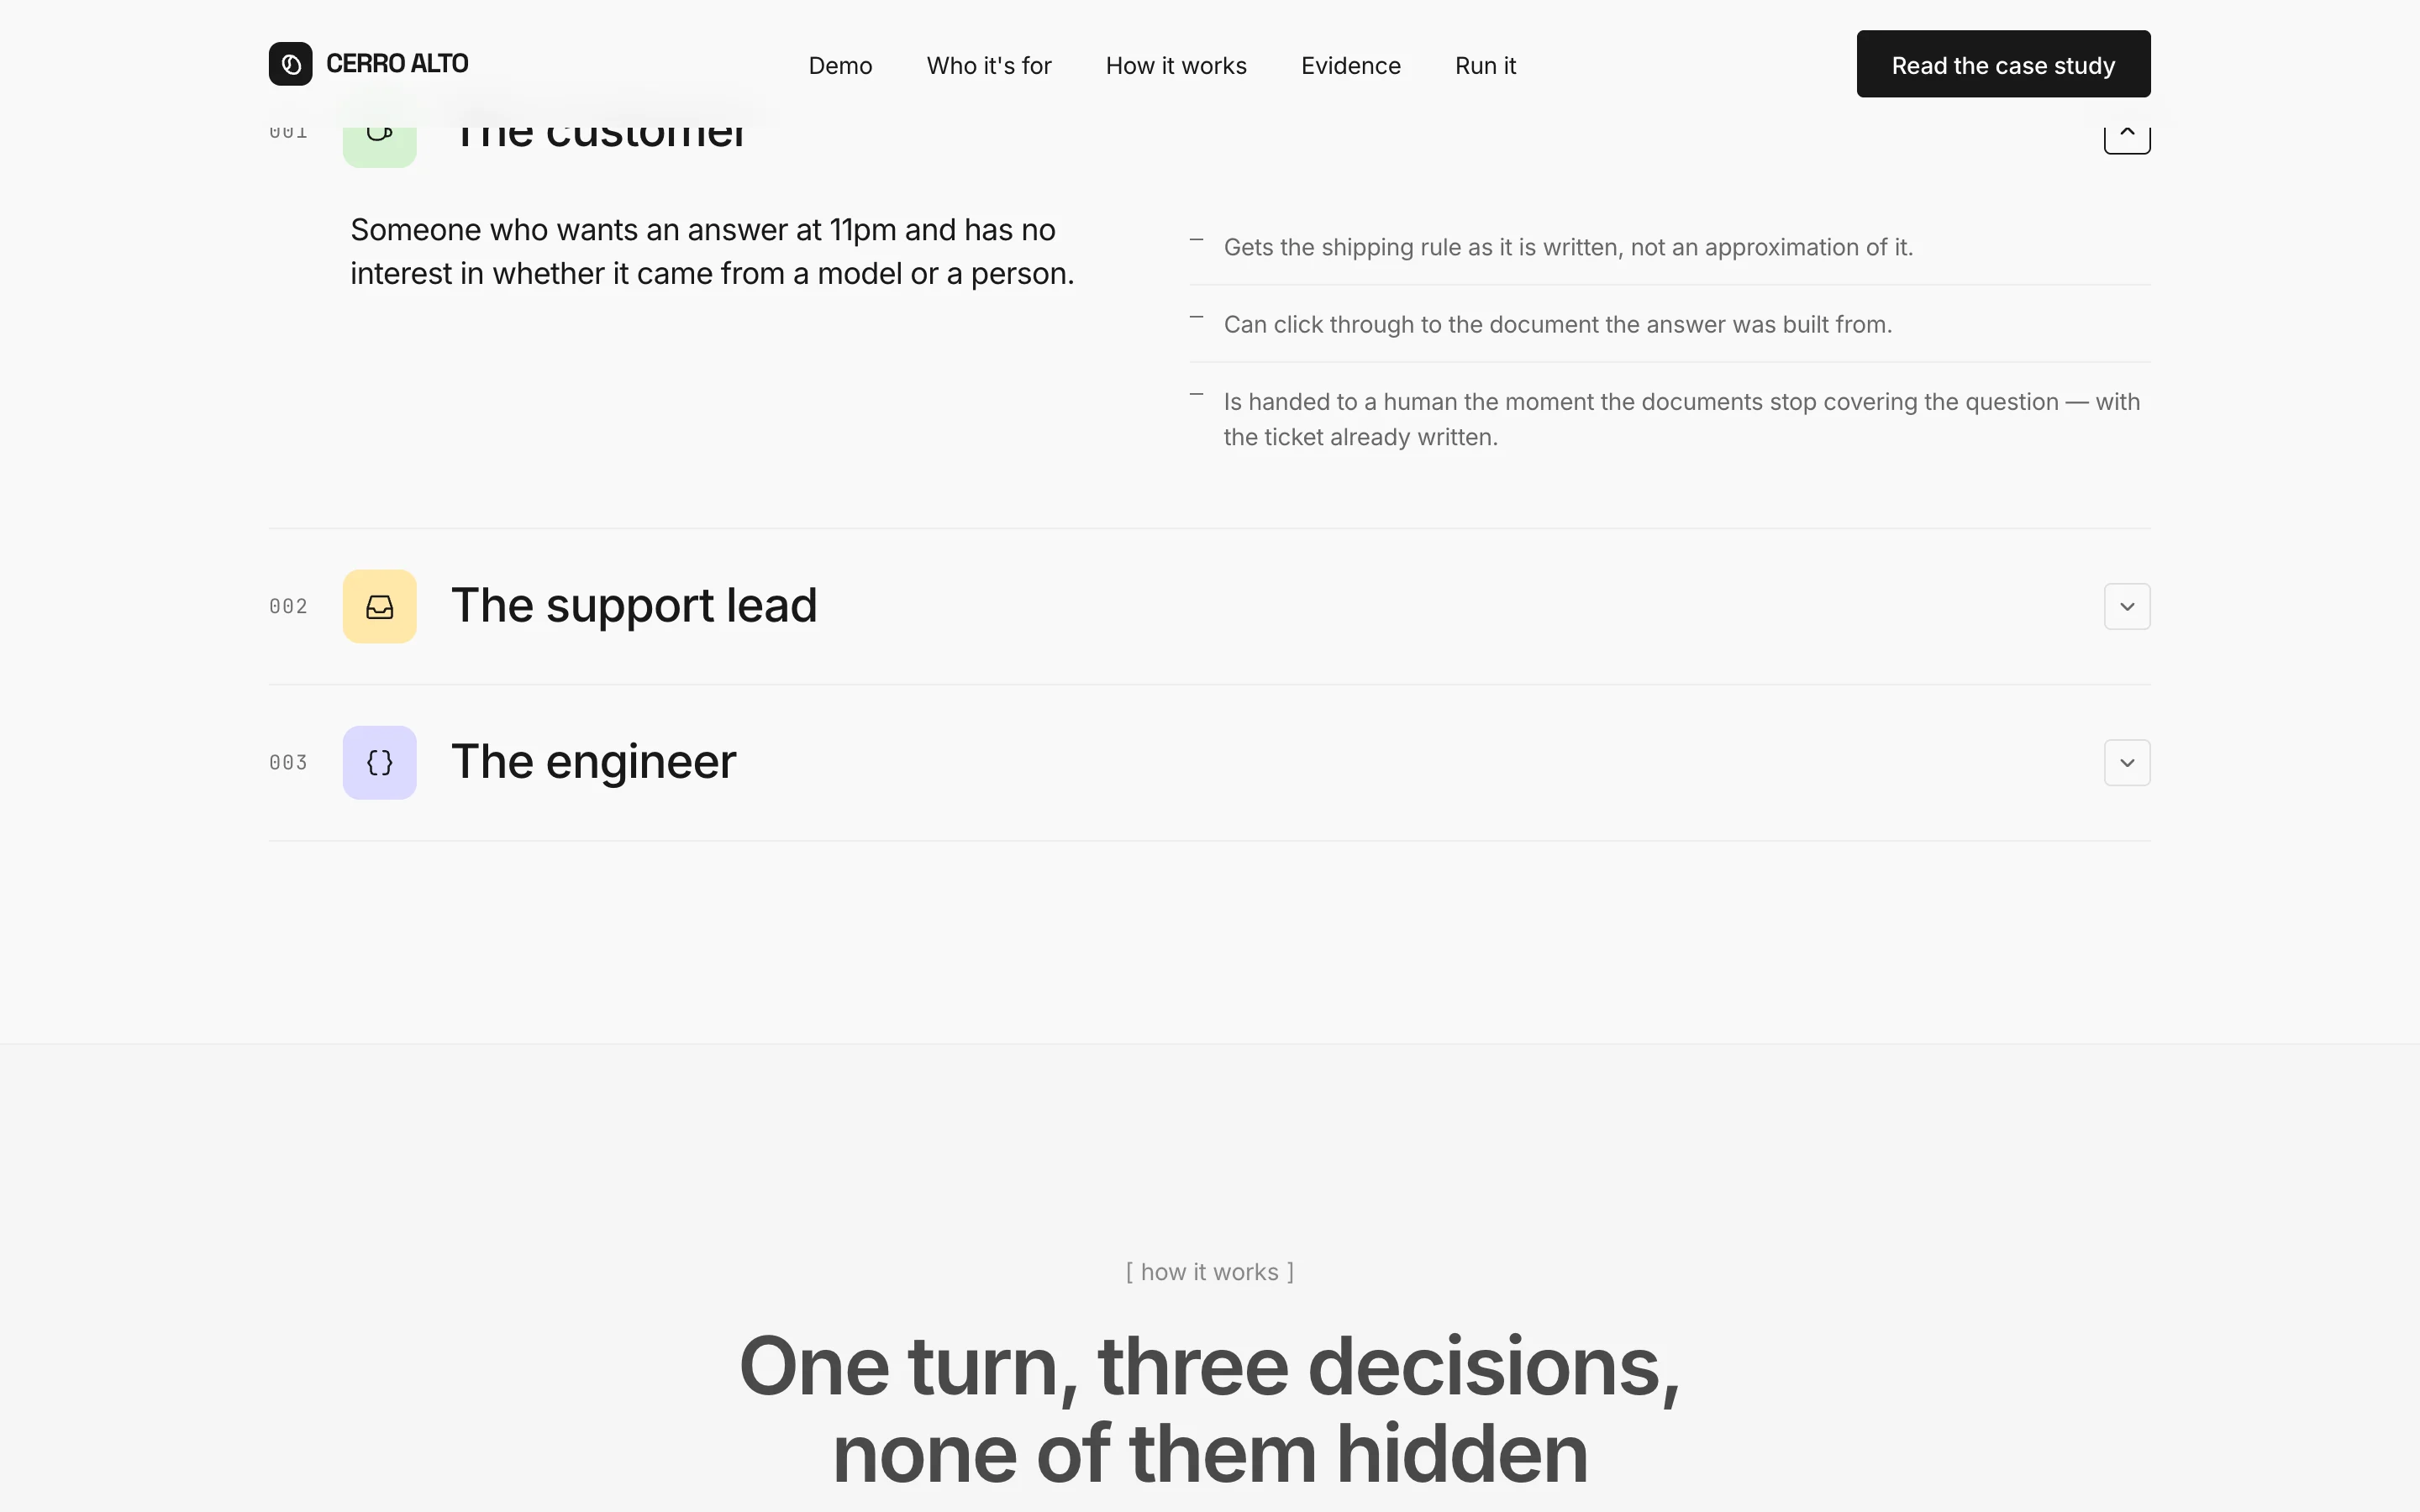 CERRO ALTO
Demo
Who it's for
How it works
Evidence
Run it
Read the case study
001
The customer
Someone who wants an answer at 11pm and has no
interest in whether it came from a model or a person.
— Gets the shipping rule as it is written, not an approximation of it.
— Can click through to the document the answer was built from.
— Is handed to a human the moment the documents stop covering the question — with
the ticket already written.
002
The support lead
003
{} The engineer
[ how it works ]
One turn, three decisions,
none of them hidden